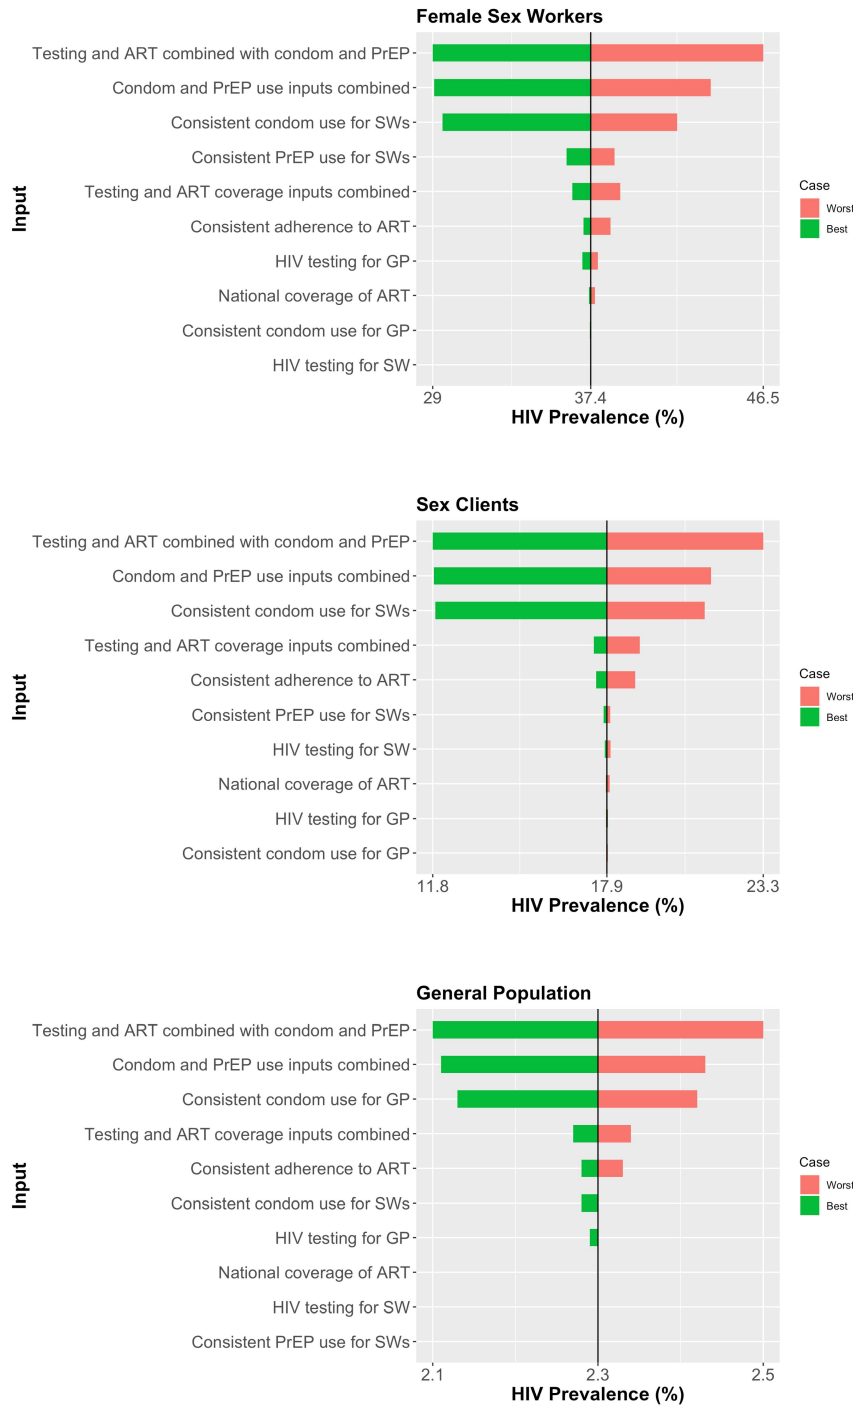 Female Sex Workers
Testing and ART combined with condom and PrEP
Condom and PrEP use inputs combined
Consistent condom use for SWs
Consistent PrEP use for SWs
Testing and ART coverage inputs combined
Consistent adherence to ART
HIV testing for GP
National coverage of ART
Consistent condom use for GP
HIV testing for SW
Input
29 37.4 46.5
HIV Prevalence (%)
Case
Worst
Best
Sex Clients
Testing and ART combined with condom and PrEP
Condom and PrEP use inputs combined
Consistent condom use for SWs
Testing and ART coverage inputs combined
Consistent adherence to ART
Consistent PrEP use for SWs
HIV testing for SW
National coverage of ART
HIV testing for GP
Consistent condom use for GP
Input
11.8 17.9 23.3
HIV Prevalence (%)
Case
Worst
Best
General Population
Testing and ART combined with condom and PrEP
Condom and PrEP use inputs combined
Consistent condom use for GP
Testing and ART coverage inputs combined
Consistent adherence to ART
Consistent condom use for SWs
HIV testing for GP
National coverage of ART
HIV testing for SW
Consistent PrEP use for SWs
Input
2.1 2.3 2.5
HIV Prevalence (%)
Case
Worst
Best